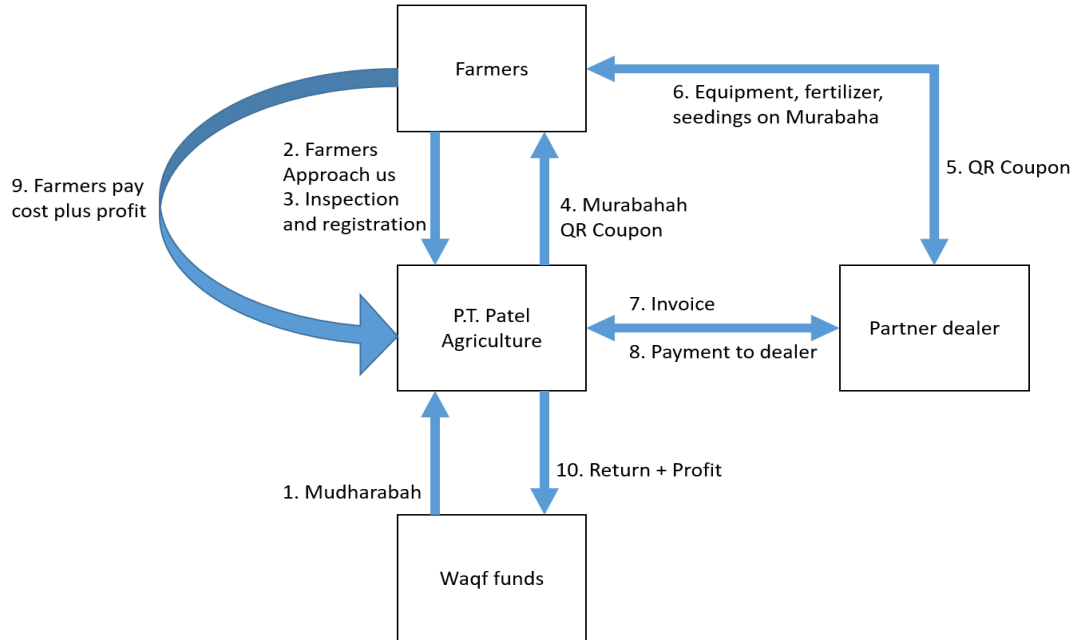 Farmers
6. Equipment, fertilizer,
seedings on Murabaha
2. Farmers
Approach us
3. Inspection
and registration
5. QR Coupon
9. Farmers pay
cost plus profit
4. Murabahah
QR Coupon
P.T. Patel
Agriculture
7. Invoice
8. Payment to dealer
Partner dealer
1. Mudharabah
10. Return + Profit
Waqf funds